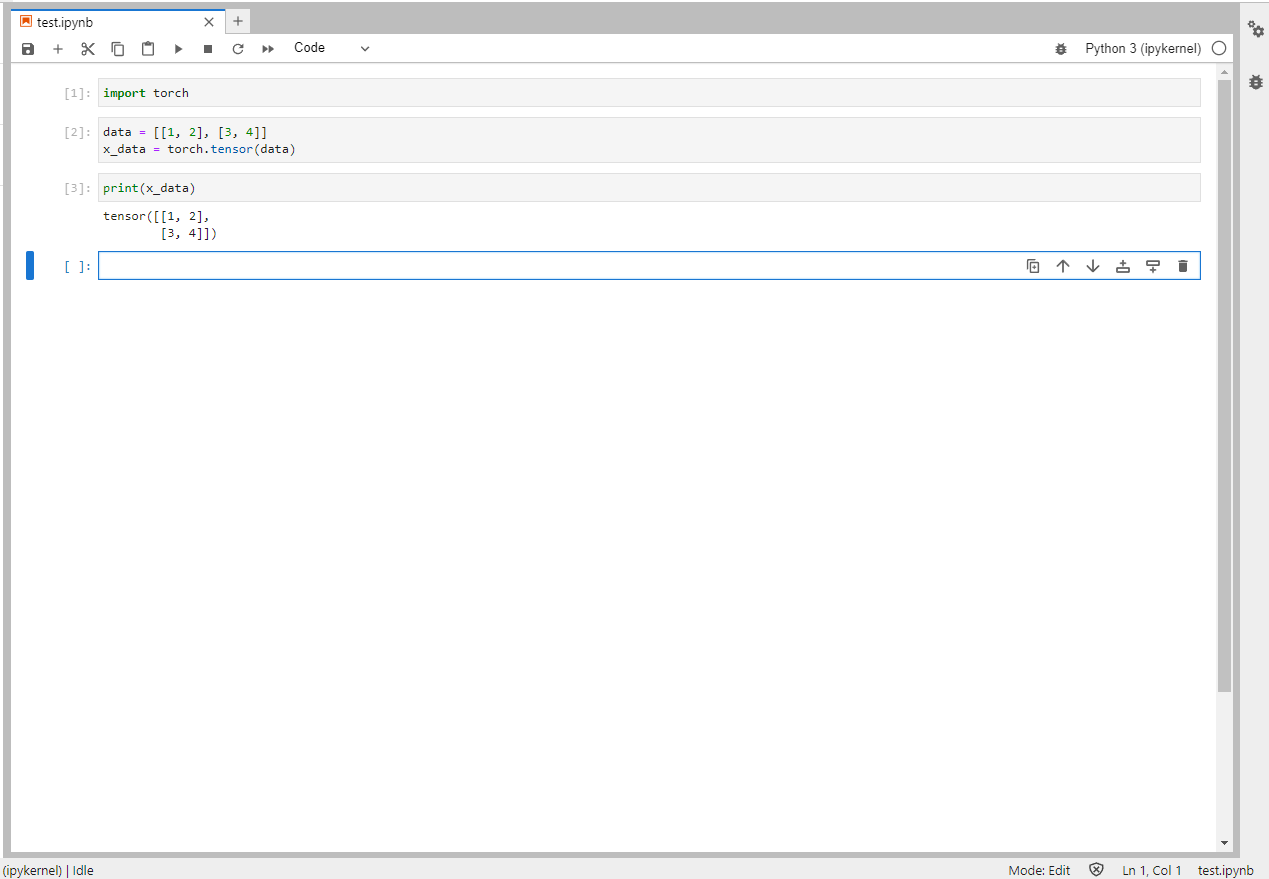 test.ipynb
Code
Python 3 (ipykernel)
[1]: import torch
[2]: data = [[1, 2], [3, 4]]
x_data = torch.tensor(data)
[3]: print(x_data)
tensor([[1, 2],
        [3, 4]])
[ ]:
(ipykernel) | Idle
Mode: Edit
Ln 1, Col 1
test.ipynb